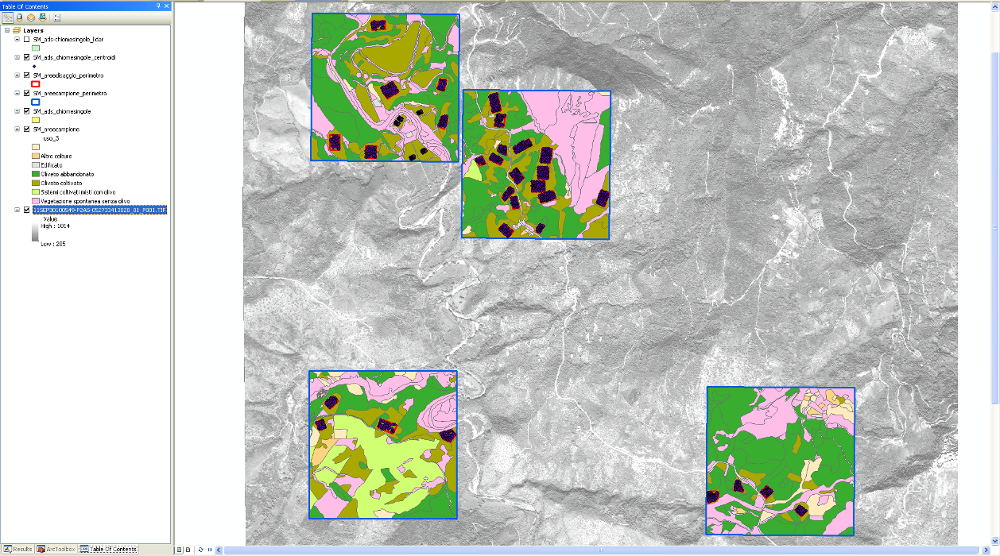 Table Of Contents
Layers
SM_ads-chiomesingole_lidar
SM_ads_chiomesingole_centroidi
SM_areedisaggio_perimetro
SM_areecampione_perimetro
SM_ads_chiomesingole
SM_areecampione
uso_3
Altre colture
Edificato
Oliveto abbandonato
Oliveto coltivato
Sistemi coltivati misti con olivo
Vegetazione spontanea senza olivo
11SEP30100549-P2AS-052733413020_01_P001.TIF
Value
High : 1014
Low : 205
Results
ArcToolbox
Table Of Contents